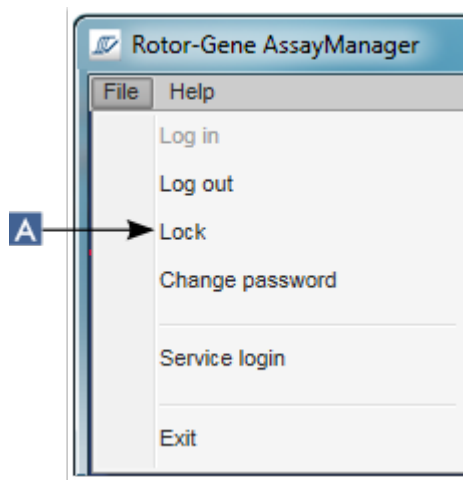 Rotor-Gene AssayManager
File Help
Log in
Log out
A Lock
Change password
Service login
Exit